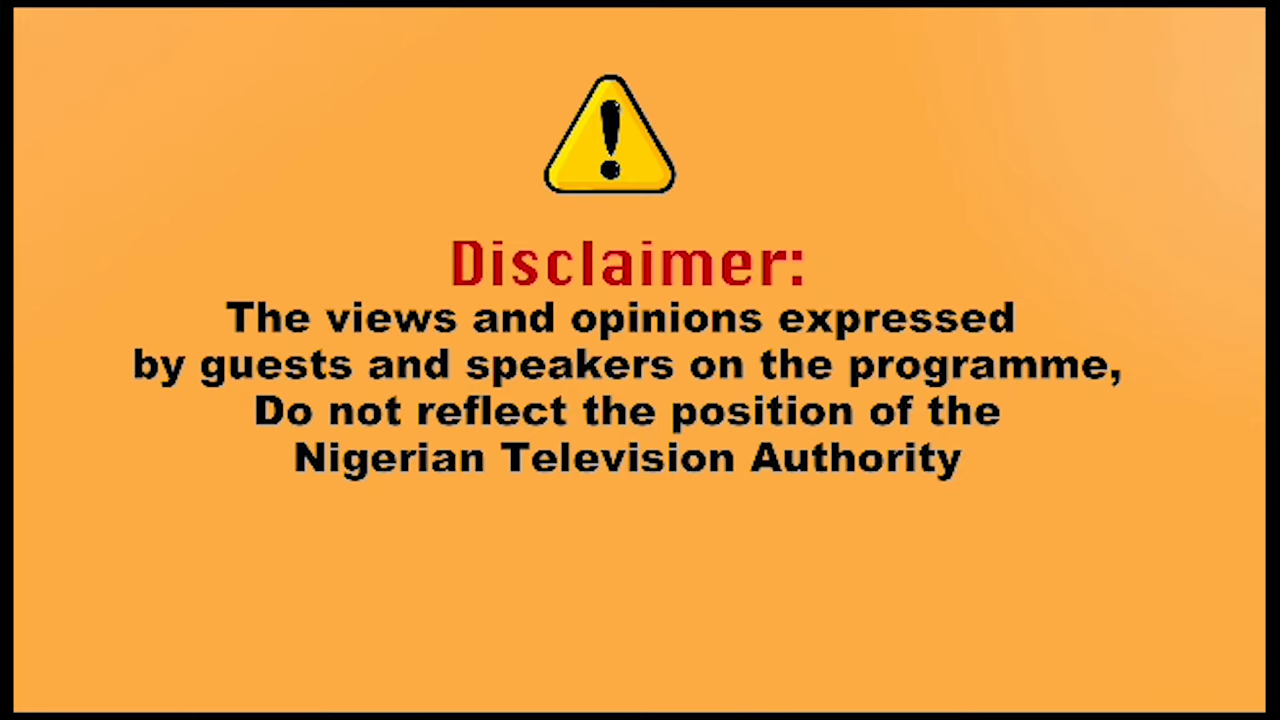 Disclaimer:
The views and opinions expressed
by guests and speakers on the programme,
Do not reflect the position of the
Nigerian Television Authority